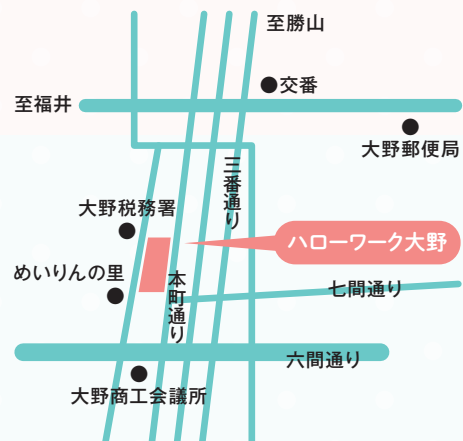 至勝山
交番
至福井
大野郵便局
三番通り
大野税務署
ハローワーク大野
めいりんの里
本町通り
七間通り
六間通り
大野商工会議所